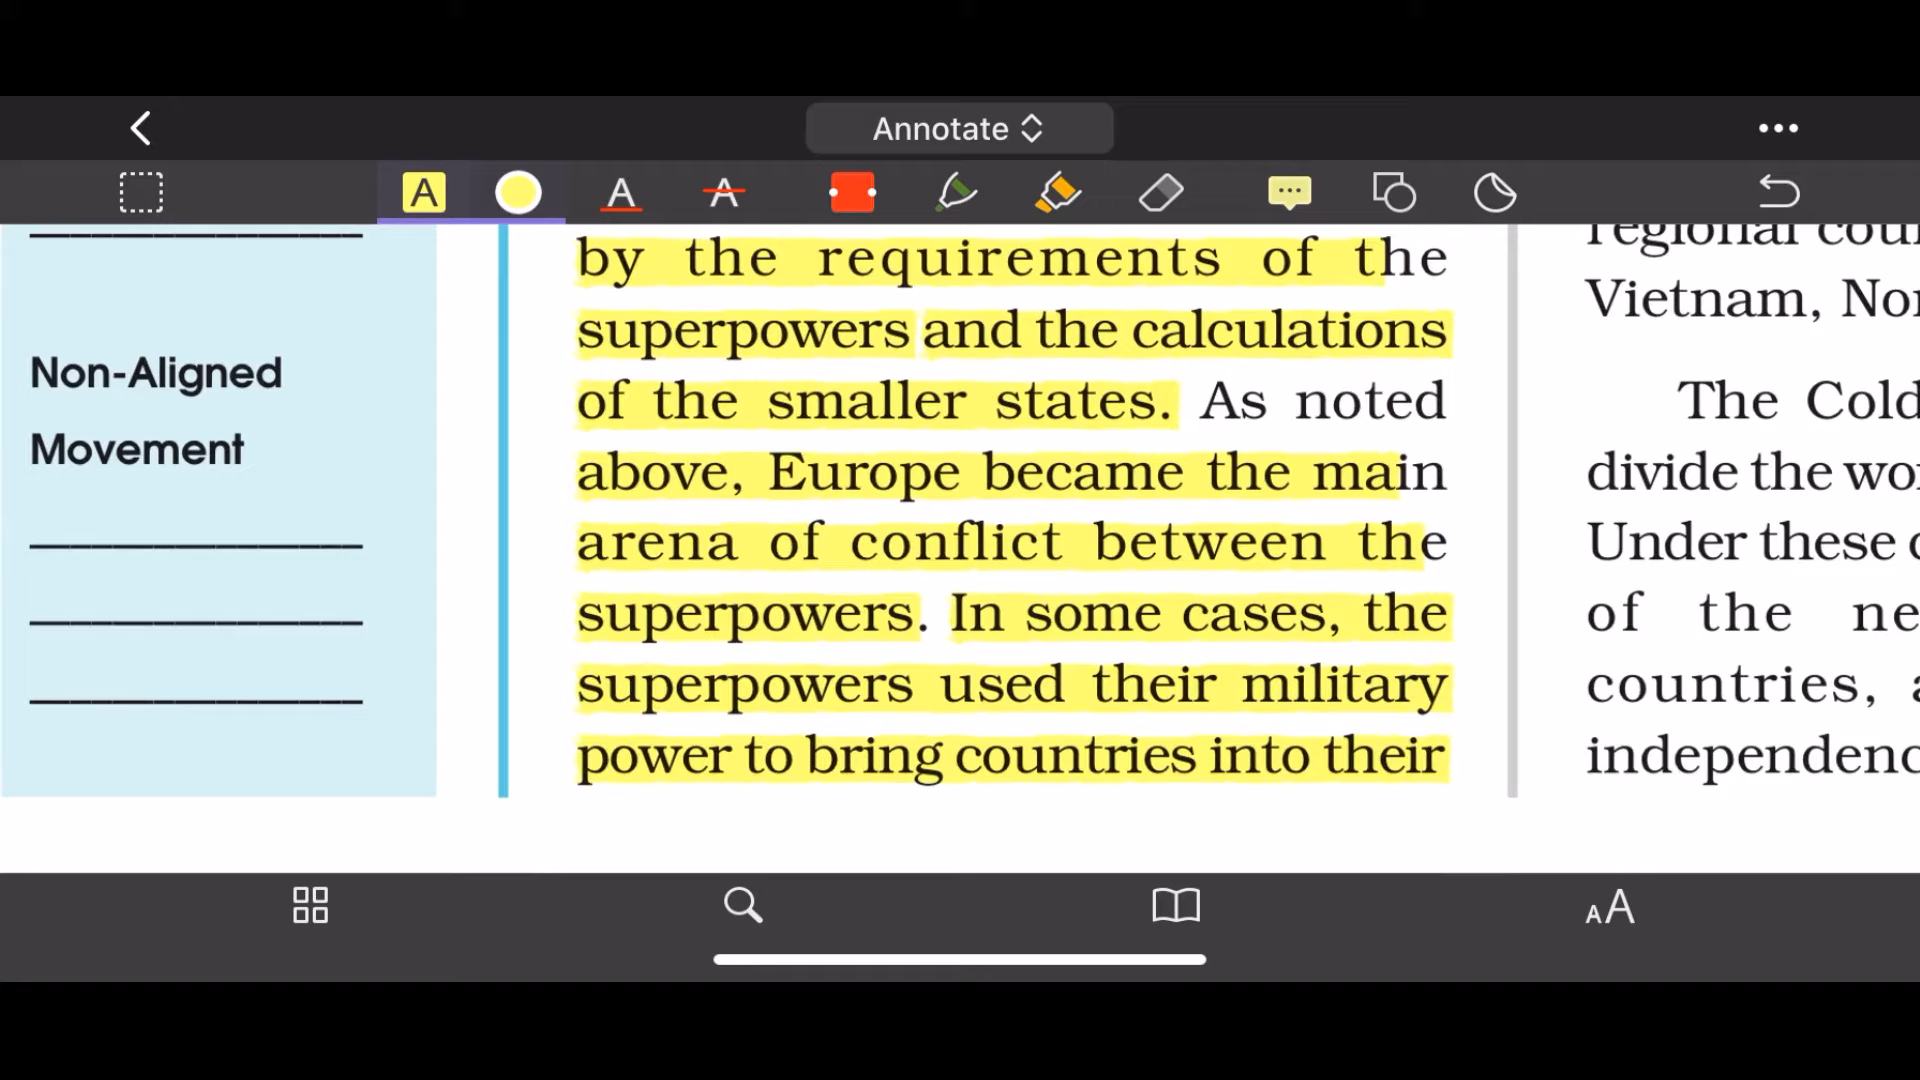 Annotate
Non-Aligned
Movement
by the requirements of the
superpowers and the calculations
of the smaller states. As noted
above, Europe became the main
arena of conflict between the
superpowers. In some cases, the
superpowers used their military
power to bring countries into their
regional
Vietnam,
The Cold
divide the
Under these
of the
countries,